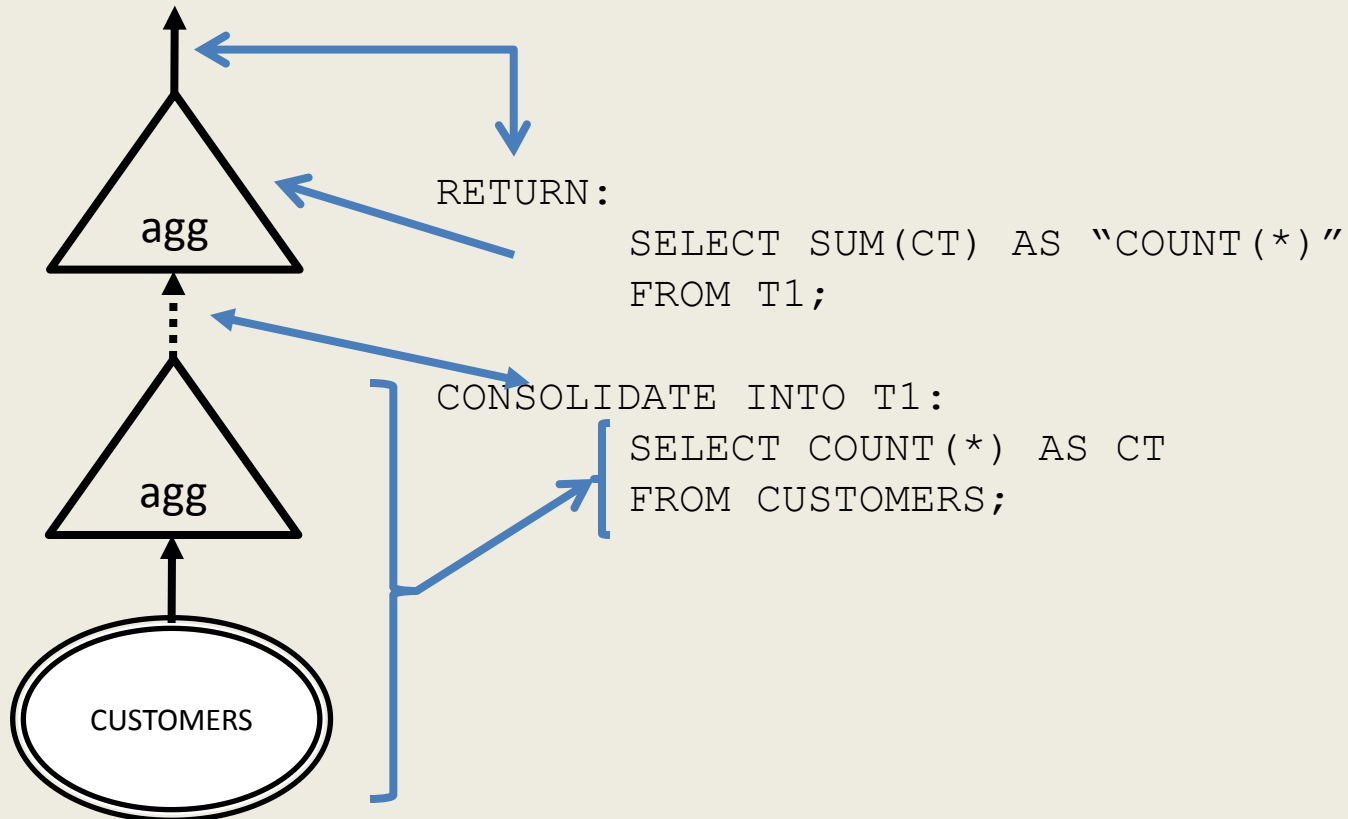 agg
RETURN:
SELECT SUM(CT) AS “COUNT(*)”
FROM T1;
CONSOLIDATE INTO T1:
SELECT COUNT(*) AS CT
FROM CUSTOMERS;
agg
CUSTOMERS